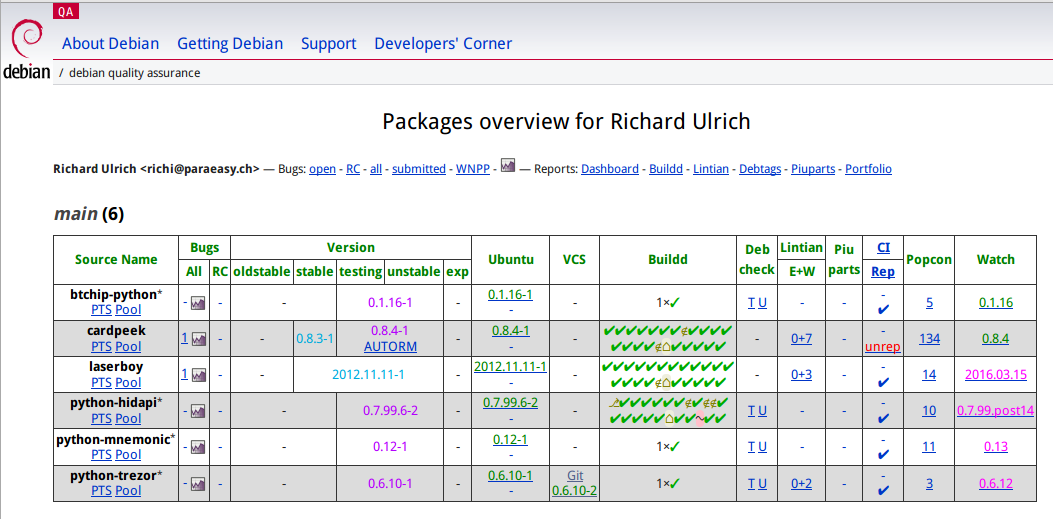 QA
About Debian Getting Debian Support Developers' Corner
debian / debian quality assurance
Packages overview for Richard Ulrich
Richard Ulrich <richi@paraeasy.ch> — Bugs: open - RC - all - submitted - WNPP - — Reports: Dashboard - Buildd - Lintian - Debtags - Piuparts - Portfolio
main (6)
Source Name Bugs Version Ubuntu VCS Buildd Deb check Lintian Piu parts CI Popcon Watch
All RC oldstable stable testing unstable exp E+W Rep
btchip-python* - - - 0.1.16-1 - 0.1.16-1 - 1×✓ T U - - - 5 0.1.16
PTS Pool - ✔
cardpeek 1 - - 0.8.3-1 0.8.4-1 - 0.8.4-1 - ✔✔✔✔✔✔✔∉✔✔✔✔ - 0+7 - - 134 0.8.4
PTS Pool AUTORM - ✔✔✔✔∉⌂✔✔✔✔✔ unrep
laserboy 1 - 2012.11.11-1 - 2012.11.11-1 - ✔✔✔✔✔✔✔✔✔✔✔✔ - 0+3 - - 14 2016.03.15
PTS Pool - ✔✔✔✔∉⌂✔✔✔✔✔ ✔
python-hidapi* - - - 0.7.99.6-2 - 0.7.99.6-2 - ⎇✔✔✔✔✔✔∉✔∉∉✔ T U - - - 10 0.7.99.post14
PTS Pool - ✔✔✔✔✔⌂✔✔~✔✔ ✔
python-mnemonic* - - - 0.12-1 - 0.12-1 - 1×✓ T U - - - 11 0.13
PTS Pool - ✔
python-trezor* - - - 0.6.10-1 - 0.6.10-1 Git 1×✓ T U 0+2 - - 3 0.6.12
PTS Pool - 0.6.10-2 ✔